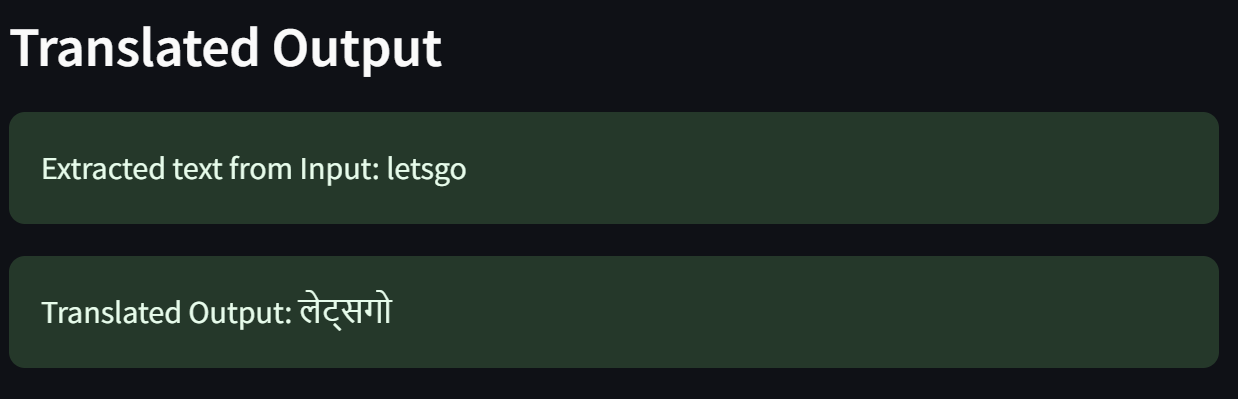 Translated Output
Extracted text from Input: letsgo
Translated Output: लेट्सगो